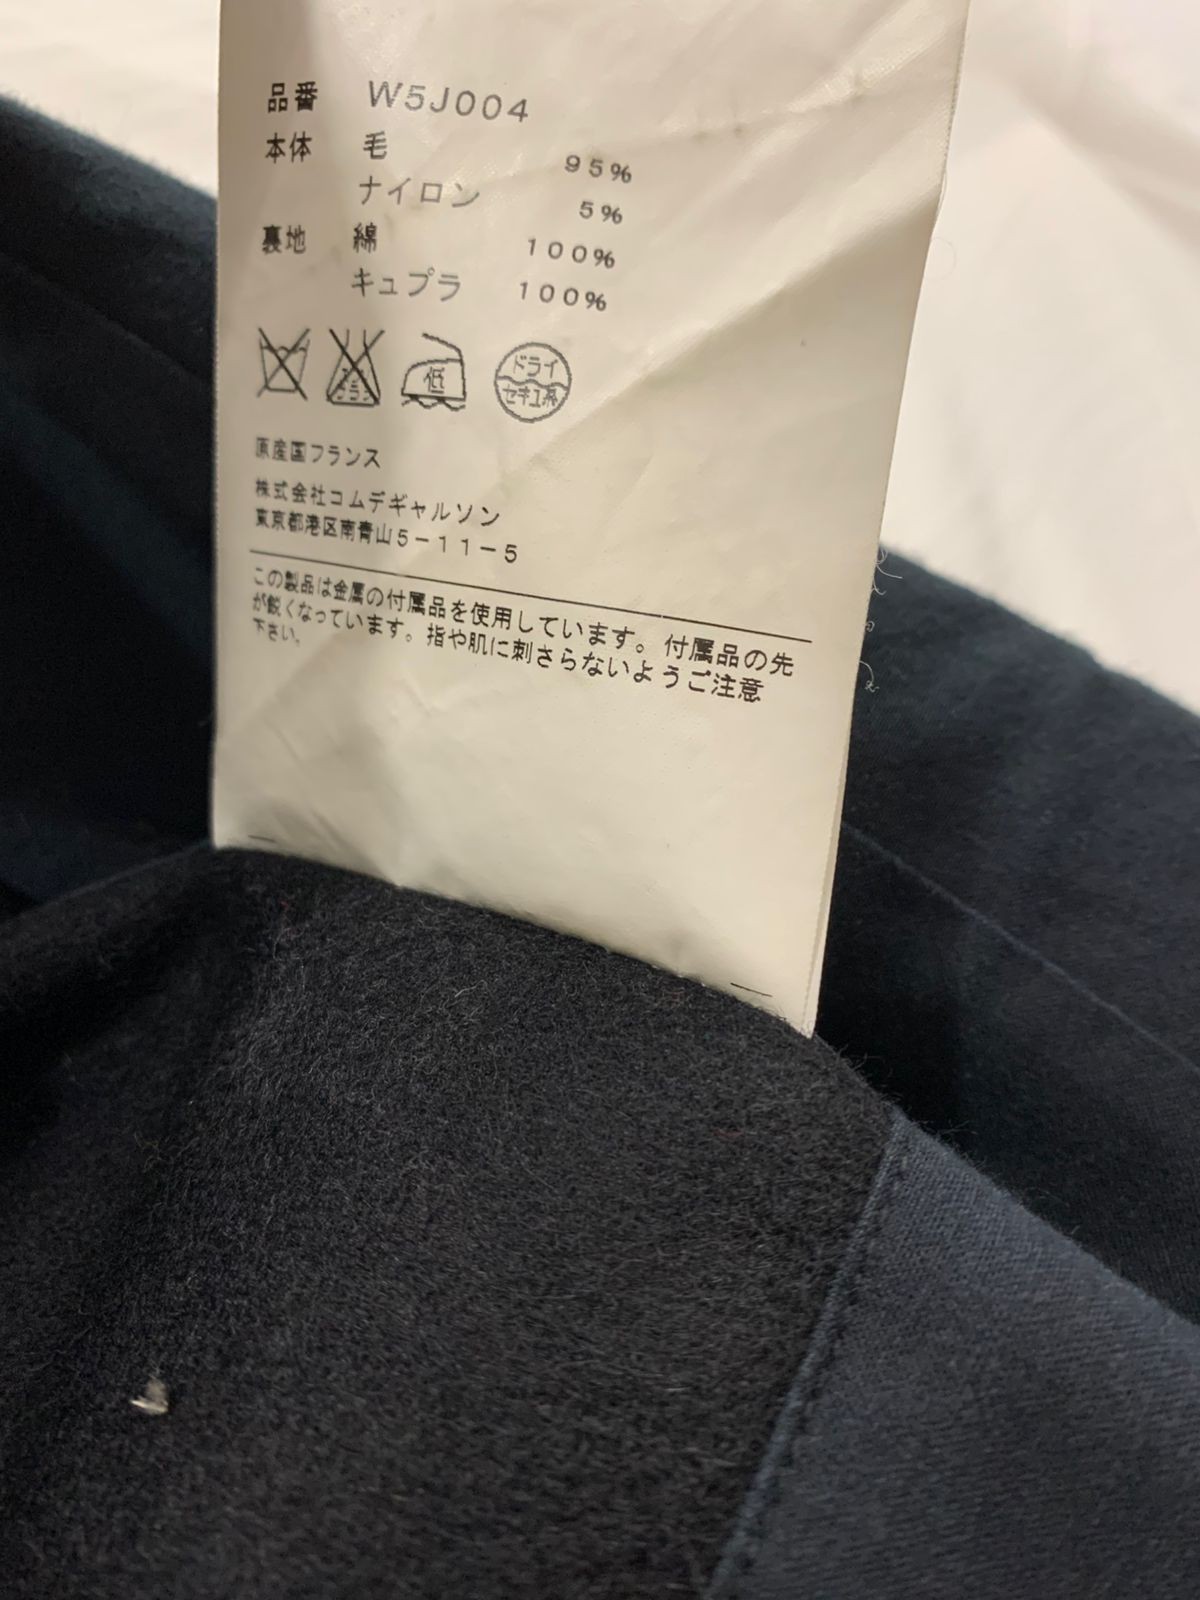 品番 W5J004
本体 毛 95%
ナイロン 5%
裏地 綿 100%
キュプラ 100%
低 ドライ
セキユ系
原産国フランス
株式会社コムデギャルソン
東京都港区南青山5-11-5
この製品は金属の付属品を使用しています。付属品の先
が鋭くなっています。指や肌に刺さらないようご注意
下さい。